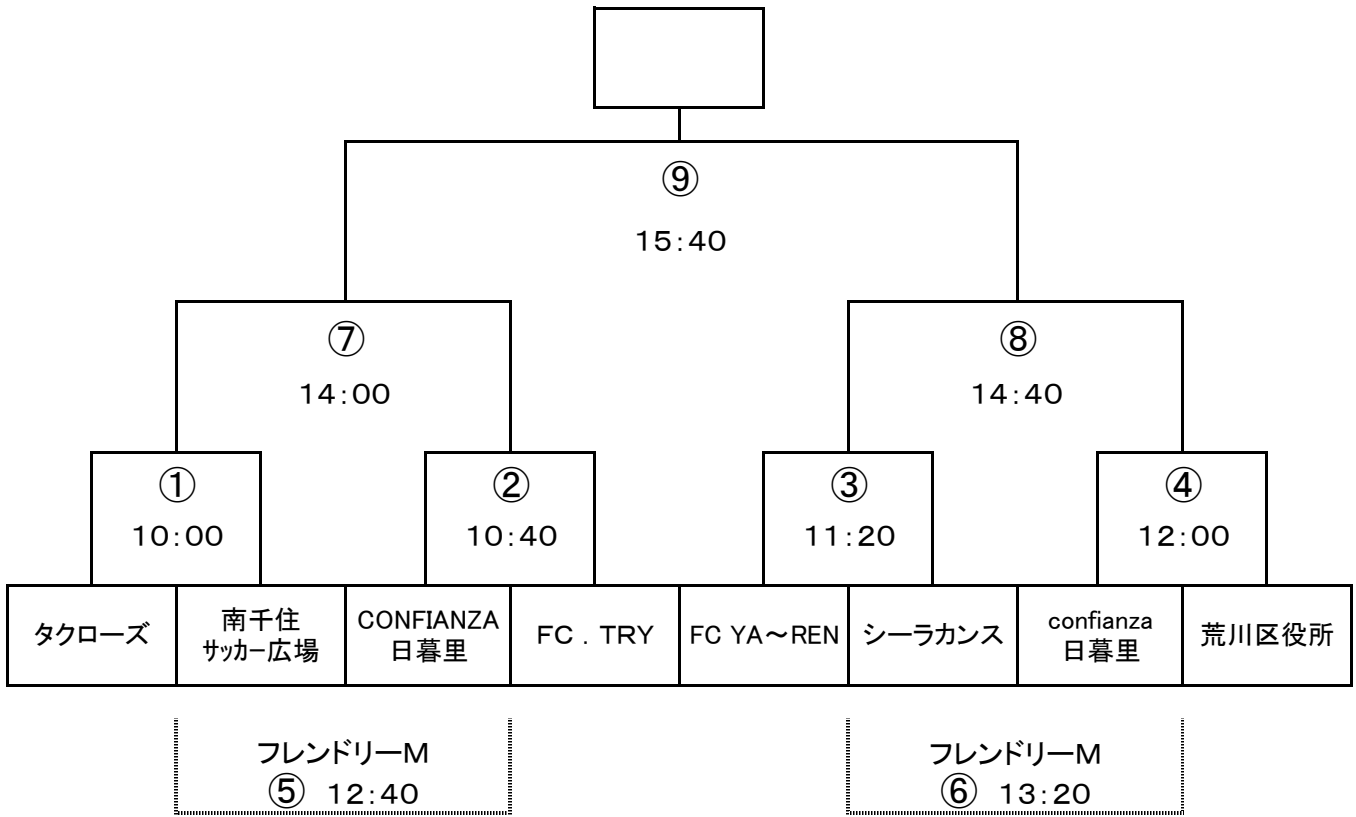 ⑨
15:40
⑦
14:00
⑧
14:40
①
10:00
②
10:40
③
11:20
④
12:00
タクローズ
南千住
サッカー広場
CONFIANZA
日暮里
FC．TRY
FC YA～REN
シーラカンス
confianza
日暮里
荒川区役所
フレンドリーM
⑤ 12:40
フレンドリーM
⑥ 13:20